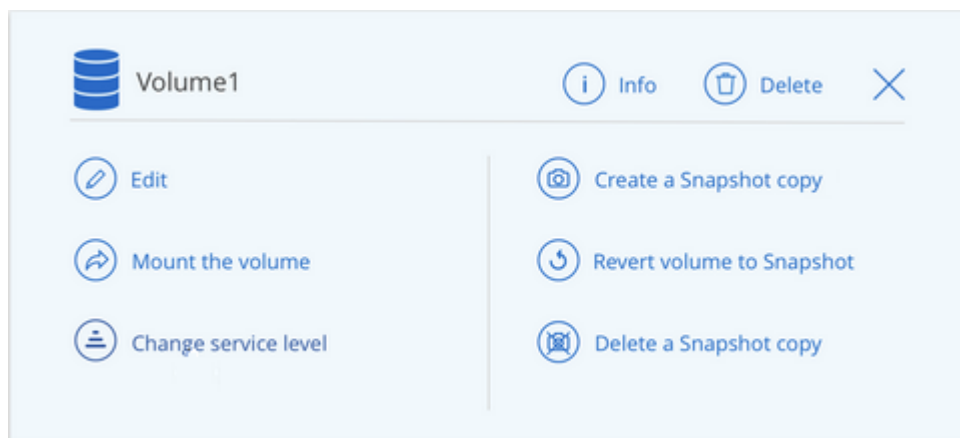 Volume1
Info
Delete
Edit
Mount the volume
Change service level
Create a Snapshot copy
Revert volume to Snapshot
Delete a Snapshot copy